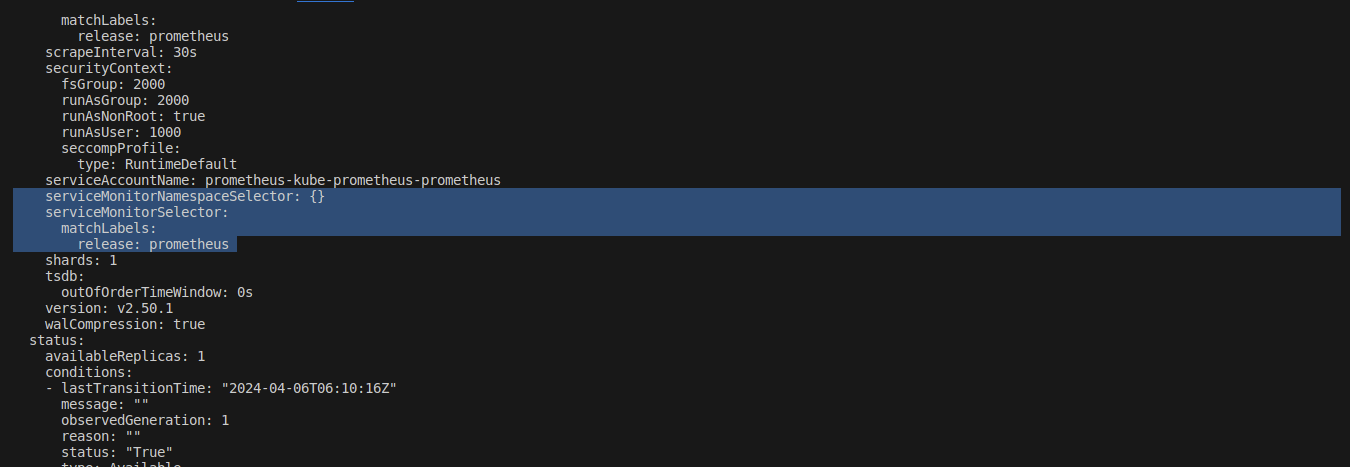 matchLabels:
release: prometheus
scrapeInterval: 30s
securityContext:
fsGroup: 2000
runAsGroup: 2000
runAsNonRoot: true
runAsUser: 1000
seccompProfile:
type: RuntimeDefault
serviceAccountName: prometheus-kube-prometheus-prometheus
serviceMonitorNamespaceSelector: {}
serviceMonitorSelector:
matchLabels:
release: prometheus
shards: 1
tsdb:
outOfOrderTimeWindow: 0s
version: v2.50.1
walCompression: true
status:
availableReplicas: 1
conditions:
- lastTransitionTime: "2024-04-06T06:10:16Z"
message: ""
observedGeneration: 1
reason: ""
status: "True"
type: Available